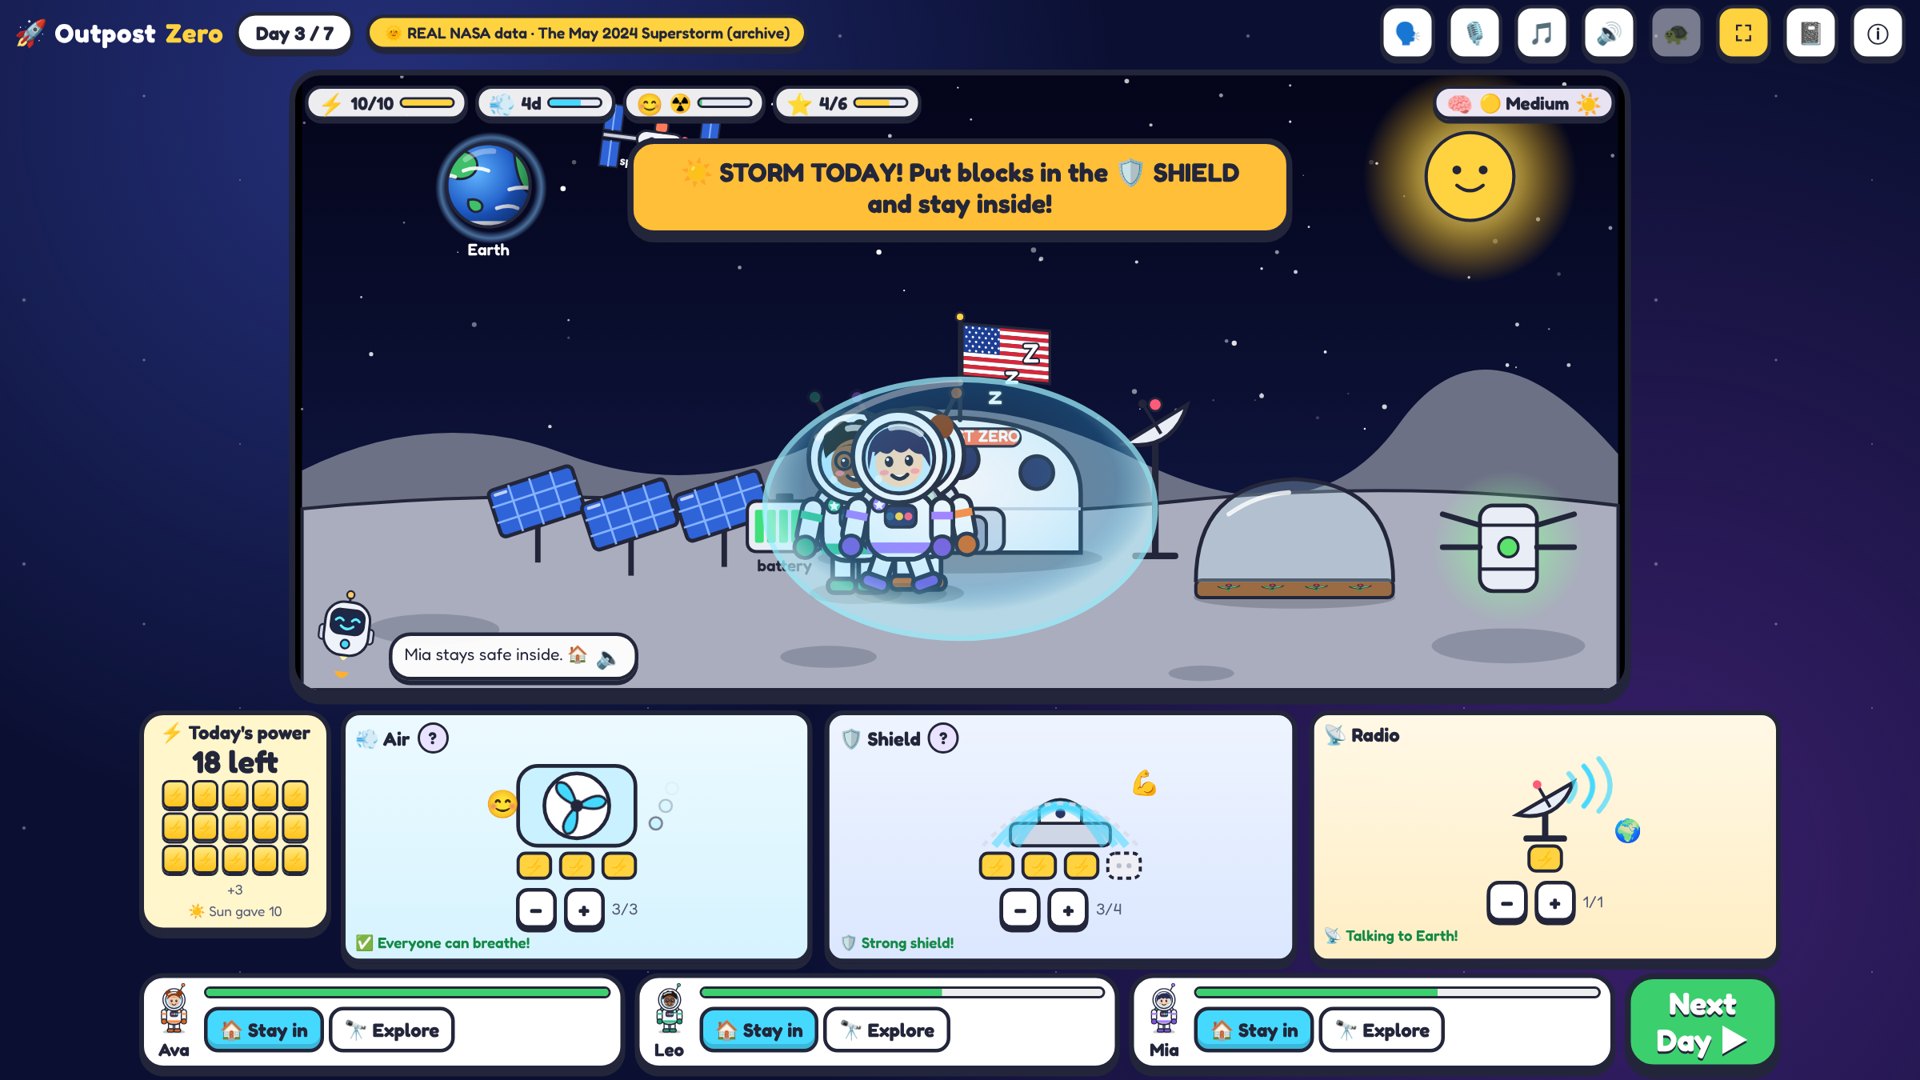 Outpost Zero
Day 3 / 7
REAL NASA data · The May 2024 Superstorm (archive)
10/10
4d
4/6
Medium
STORM TODAY! Put blocks in the SHIELD
and stay inside!
Earth
Z
Z
Z
T ZERO
battery
Mia stays safe inside.
Today's power
18 left
+3
Sun gave 10
Air ?
- + 3/3
Everyone can breathe!
Shield ?
- + 3/4
Strong shield!
Radio
- + 1/1
Talking to Earth!
Ava
Stay in
Explore
Leo
Stay in
Explore
Mia
Stay in
Explore
Next
Day